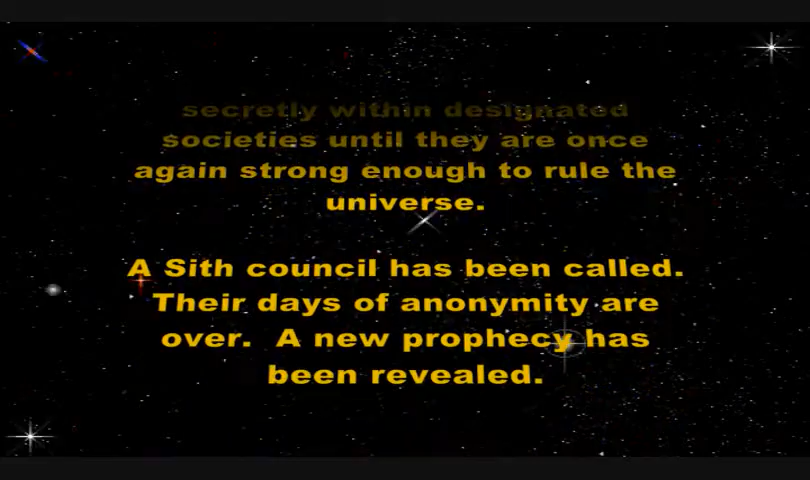 secretly within designated
societies until they are once
again strong enough to rule the
universe.
A Sith council has been called.
Their days of anonymity are
over.  A new prophecy has
been revealed.